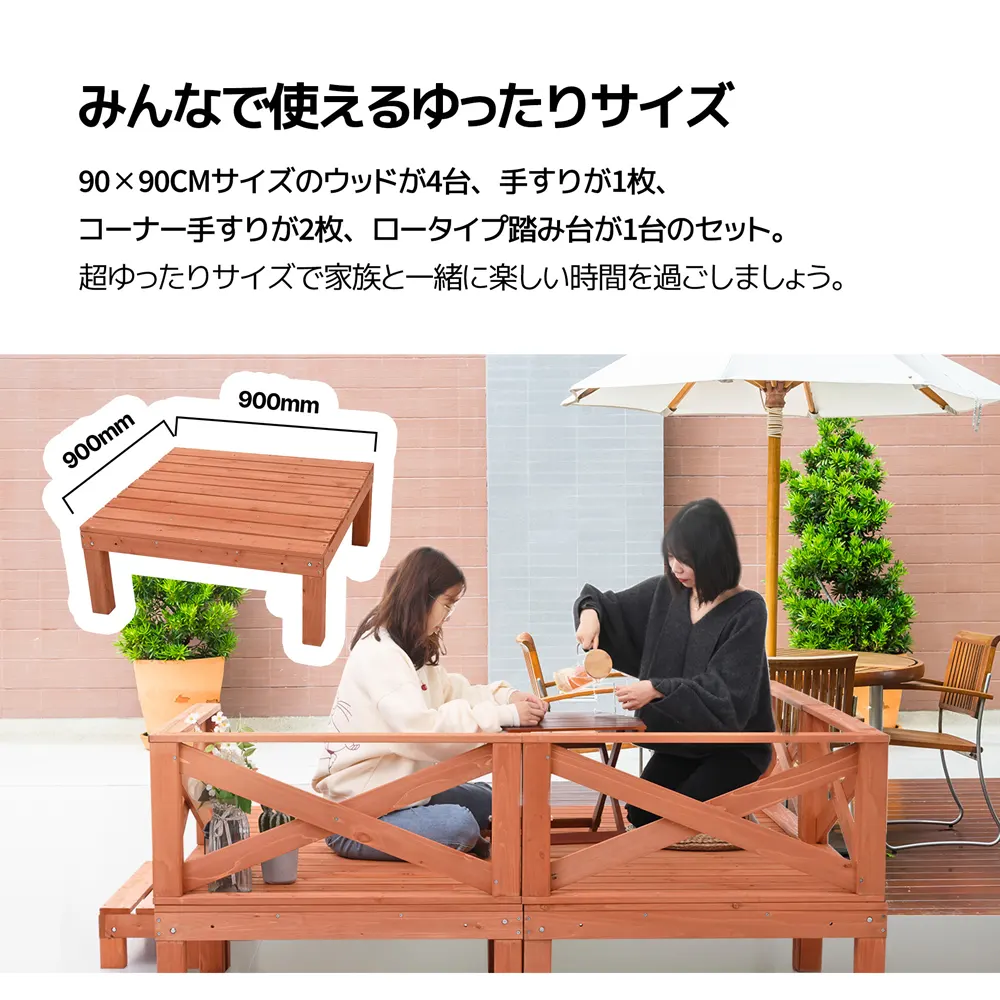 みんなで使えるゆったりサイズ
90×90CMサイズのウッドが4台、手すりが1枚、
コーナー手すりが2枚、ロータイプ踏み台が1台のセット。
超ゆったりサイズで家族と一緒に楽しい時間を過ごしましょう。
900mm
900mm